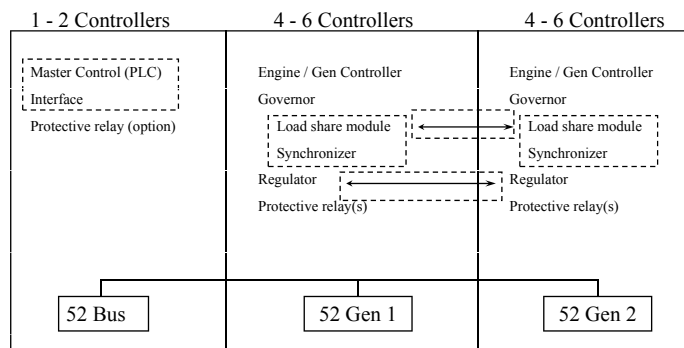 1 - 2 Controllers
4 - 6 Controllers
4 - 6 Controllers
Master Control (PLC)
Interface
Protective relay (option)
Engine / Gen Controller
Governor
Load share module
Synchronizer
Regulator
Protective relay(s)
Engine / Gen Controller
Governor
Load share module
Synchronizer
Regulator
Protective relay(s)
52 Bus
52 Gen 1
52 Gen 2